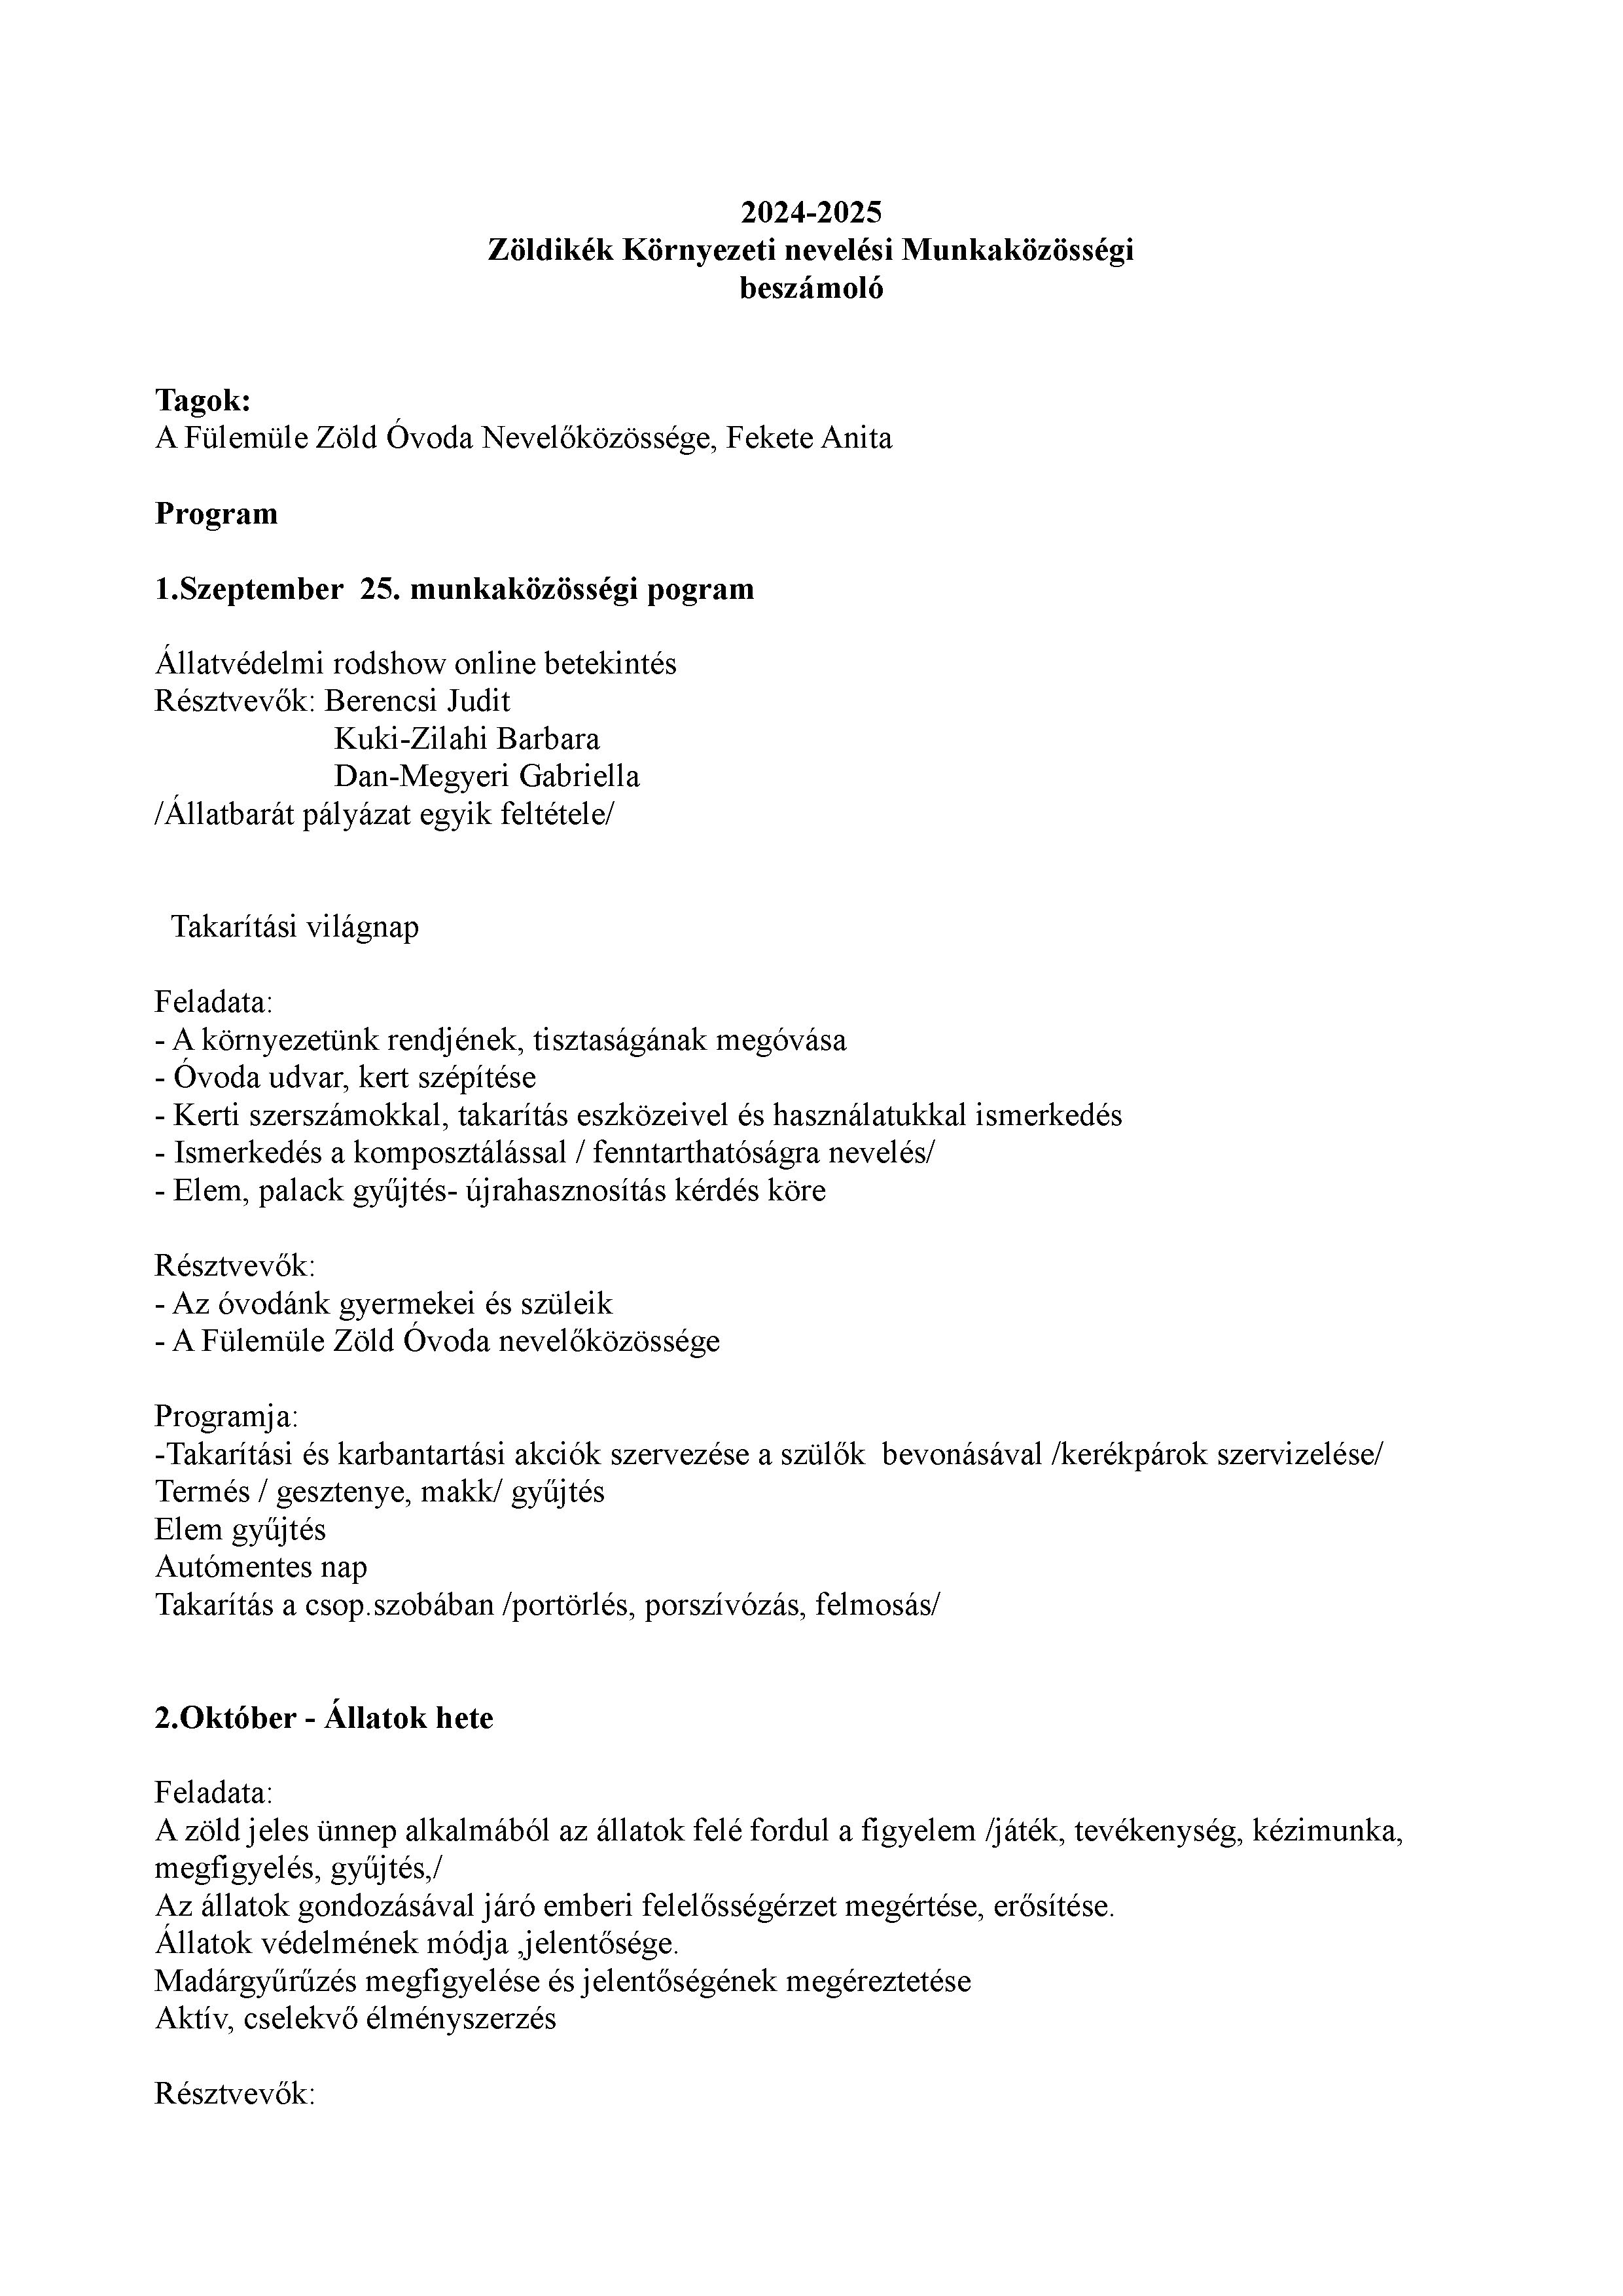 2024-2025
Zöldikék Környezeti nevelési Munkaközösségi
beszámoló
Tagok:
A Fülemüle Zöld Óvoda Nevelőközössége, Fekete Anita
Program
1.Szeptember  25. munkaközösségi pogram
Állatvédelmi rodshow online betekintés
Résztvevők: Berencsi Judit
Kuki-Zilahi Barbara
Dan-Megyeri Gabriella
/Állatbarát pályázat egyik feltétele/
Takarítási világnap
Feladata:
- A környezetünk rendjének, tisztaságának megóvása
- Óvoda udvar, kert szépítése
- Kerti szerszámokkal, takarítás eszközeivel és használatukkal ismerkedés
- Ismerkedés a komposztálással / fenntarthatóságra nevelés/
- Elem, palack gyűjtés- újrahasznosítás kérdés köre
Résztvevők:
- Az óvodánk gyermekei és szüleik
- A Fülemüle Zöld Óvoda nevelőközössége
Programja:
-Takarítási és karbantartási akciók szervezése a szülők  bevonásával /kerékpárok szervizelése/
Termés / gesztenye, makk/ gyűjtés
Elem gyűjtés
Autómentes nap
Takarítás a csop.szobában /portörlés, porszívózás, felmosás/
2.Október - Állatok hete
Feladata:
A zöld jeles ünnep alkalmából az állatok felé fordul a figyelem /játék, tevékenység, kézimunka,
megfigyelés, gyűjtés,/
Az állatok gondozásával járó emberi felelősségérzet megértése, erősítése.
Állatok védelmének módja ,jelentősége.
Madárgyűrűzés megfigyelése és jelentőségének megéreztetése
Aktív, cselekvő élményszerzés
Résztvevők: